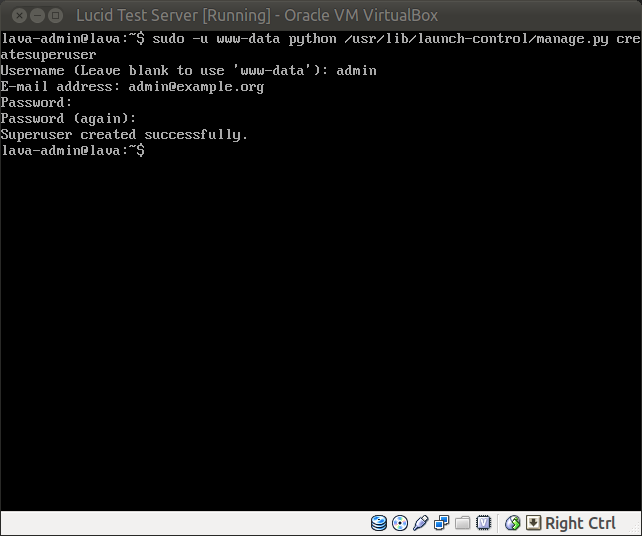 Lucid Test Server [Running] - Oracle VM VirtualBox
lava-admin@lava:~$ sudo -u www-data python /usr/lib/launch-control/manage.py cre
atesuperuser
Username (Leave blank to use 'www-data'): admin
E-mail address: admin@example.org
Password:
Password (again):
Superuser created successfully.
lava-admin@lava:~$
Right Ctrl